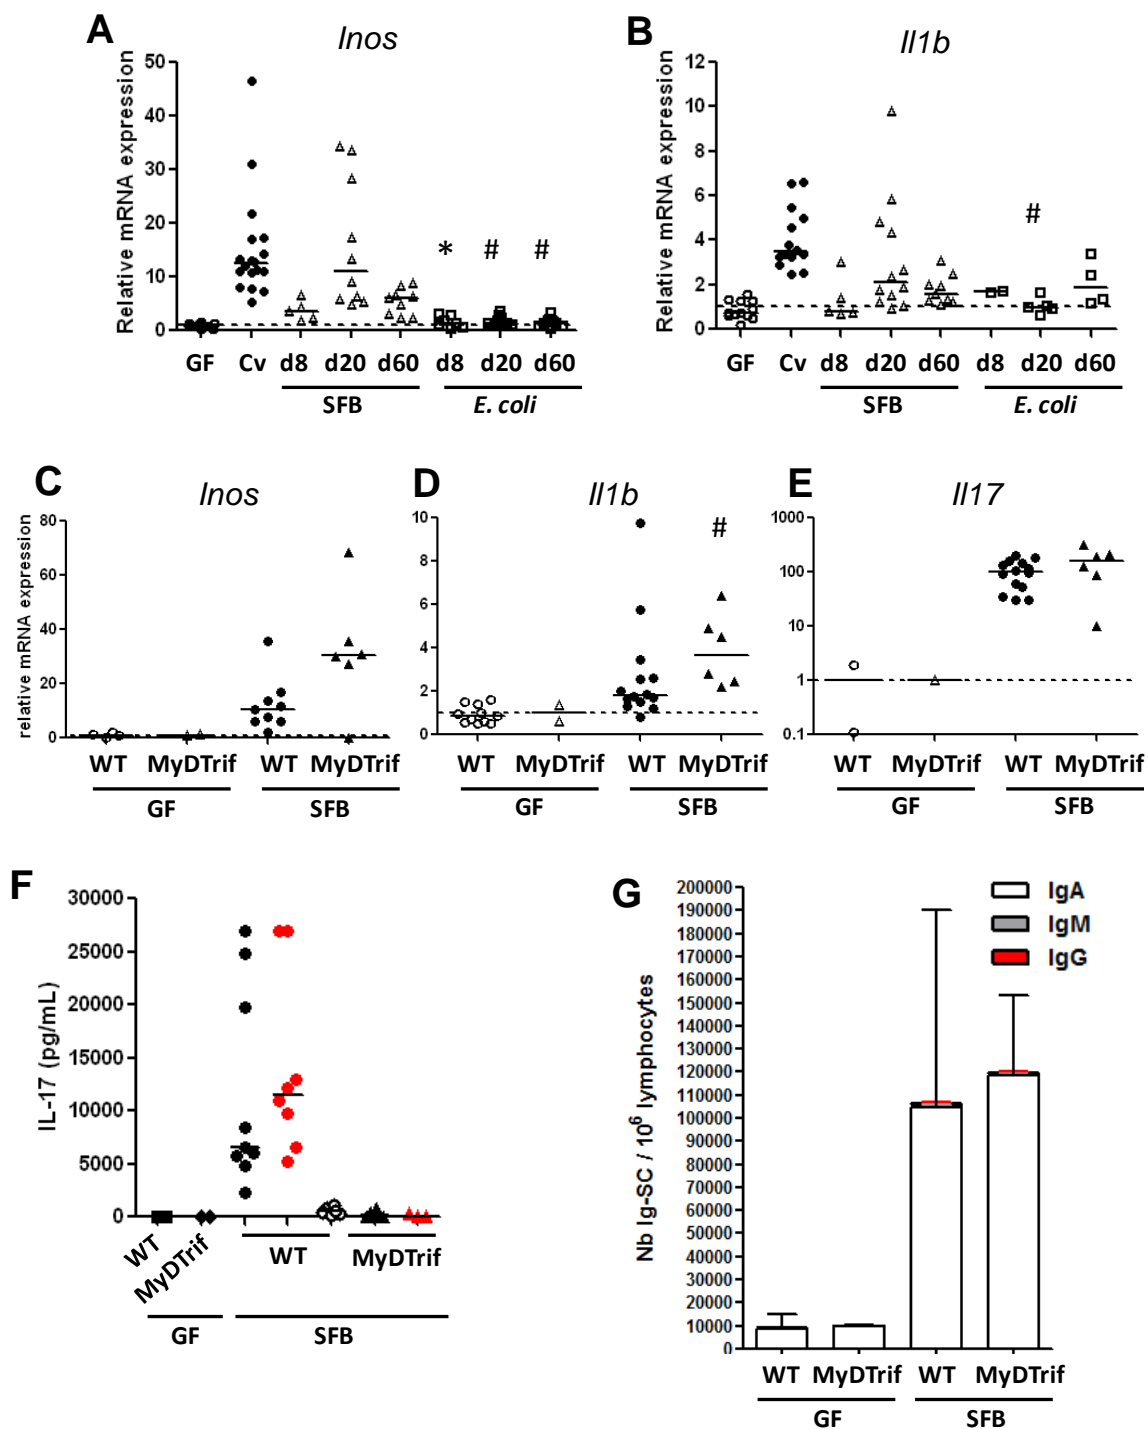 A
Inos
Relative mRNA expression
50
40
30
20
10
0
*
#
#
GF
Cv
d8
d20
d60
d8
d20
d60
SFB
E. coli
B
Il1b
Relative mRNA expression
12
10
8
6
4
2
0
#
GF
Cv
d8
d20
d60
d8
d20
d60
SFB
E. coli
C
Inos
relative mRNA expression
80
60
40
20
0
WT
MyDTrif
WT
MyDTrif
GF
SFB
D
Il1b
10
8
6
4
2
0
#
WT
MyDTrif
WT
MyDTrif
GF
SFB
E
Il17
1000
100
10
1
0.1
WT
MyDTrif
WT
MyDTrif
GF
SFB
F
IL-17 (pg/mL)
30000
25000
20000
15000
10000
5000
0
WT
MyDTrif
WT
MyDTrif
GF
SFB
G
Nb Ig-SC / 10⁶ lymphocytes
200000
190000
180000
170000
160000
150000
140000
130000
120000
110000
100000
90000
80000
70000
60000
50000
40000
30000
20000
10000
0
IgA
IgM
IgG
WT
MyDTrif
WT
MyDTrif
GF
SFB